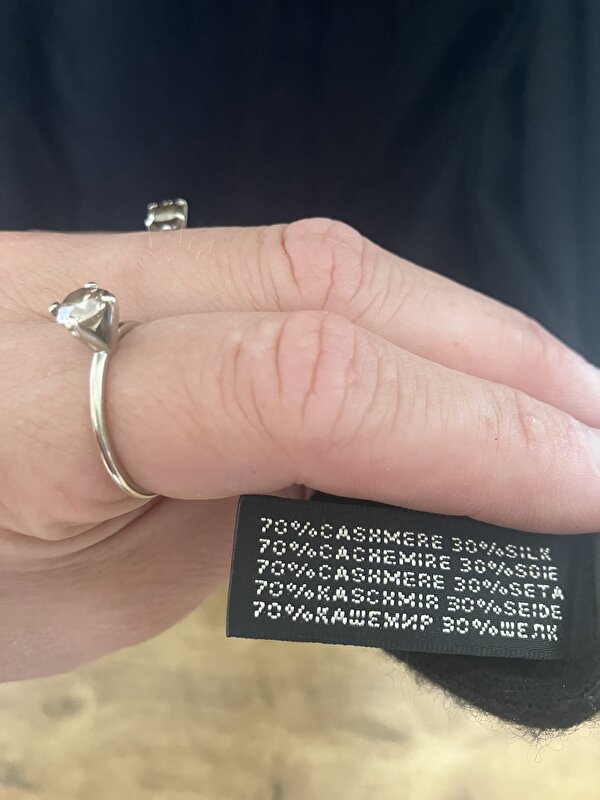 70%CASHMERE 30%SILK
70%CACHEMIRE 30%SOIE
70%CASHMERE 30%SETA
70%KASCHMIR 30%SEIDE
70%КАШЕМИР 30%ШЕЛК